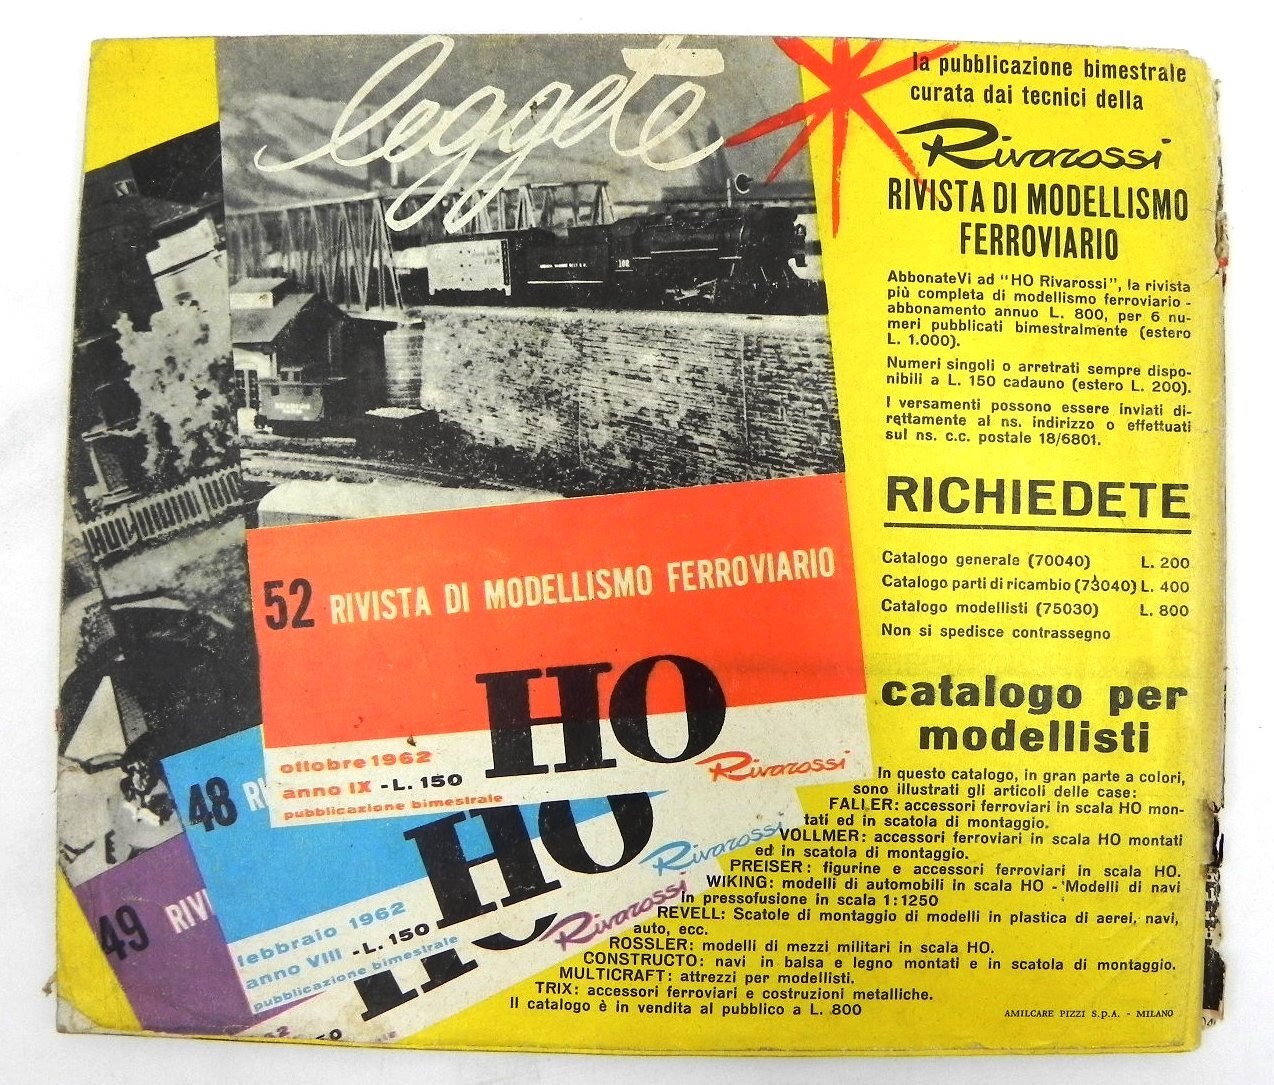 leggete
la pubblicazione bimestrale
curata dai tecnici della
Rivarossi
RIVISTA DI MODELLISMO
FERROVIARIO
AbbonateVi ad "HO Rivarossi", la rivista
più completa di modellismo ferroviario -
abbonamento annuo L. 800, per 6 nu-
meri pubblicati bimestralmente (estero
L. 1.000).
Numeri singoli o arretrati sempre dispo-
nibili a L. 150 cadauno (estero L. 200).
I versamenti possono essere inviati di-
rettamente al ns. indirizzo o effettuati
sul ns. c.c. postale 18/6801.
RICHIEDETE
Catalogo generale (70040) L. 200
Catalogo parti di ricambio (73040) L. 400
Catalogo modellisti (75030) L. 800
Non si spedisce contrassegno
catalogo per
modellisti
In questo catalogo, in gran parte a colori,
sono illustrati gli articoli delle case:
FALLER: accessori ferroviari in scala HO mon-
tati ed in scatola di montaggio.
VOLLMER: accessori ferroviari in scala HO montati
ed in scatola di montaggio.
PREISER: figurine e accessori ferroviari in scala HO.
WIKING: modelli di automobili in scala HO - Modelli di navi
in pressofusione in scala 1:1250
REVELL: Scatole di montaggio di modelli in plastica di aerei, navi,
auto, ecc.
ROSSLER: modelli di mezzi militari in scala HO.
CONSTRUCTO: navi in balsa e legno montati e in scatola di montaggio.
MULTICRAFT: attrezzi per modellisti.
TRIX: accessori ferroviari e costruzioni metalliche.
Il catalogo è in vendita al pubblico a L. 800
AMILCARE PIZZI S.p.A. - MILANO
102
52 RIVISTA DI MODELLISMO FERROVIARIO
HO
Rivarossi
ottobre 1962
anno IX - L. 150
pubblicazione bimestrale
48 RI
HO
Rivarossi
febbraio 1962
anno VIII - L. 150
pubblicazione bimestrale
49 RIVI
HO
Rivarossi